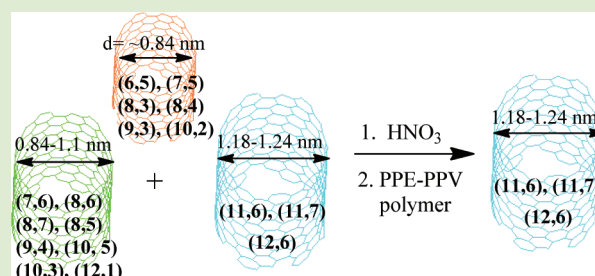 d= ~0.84 nm
(6,5), (7,5)
(8,3), (8,4)
(9,3), (10,2)
0.84-1.1 nm
(7,6), (8,6)
(8,7), (8,5)
(9,4), (10, 5)
(10,3), (12,1)
+
1.18-1.24 nm
(11,6), (11,7)
(12,6)
1. HNO₃
2. PPE-PPV
polymer
1.18-1.24 nm
(11,6), (11,7)
(12,6)